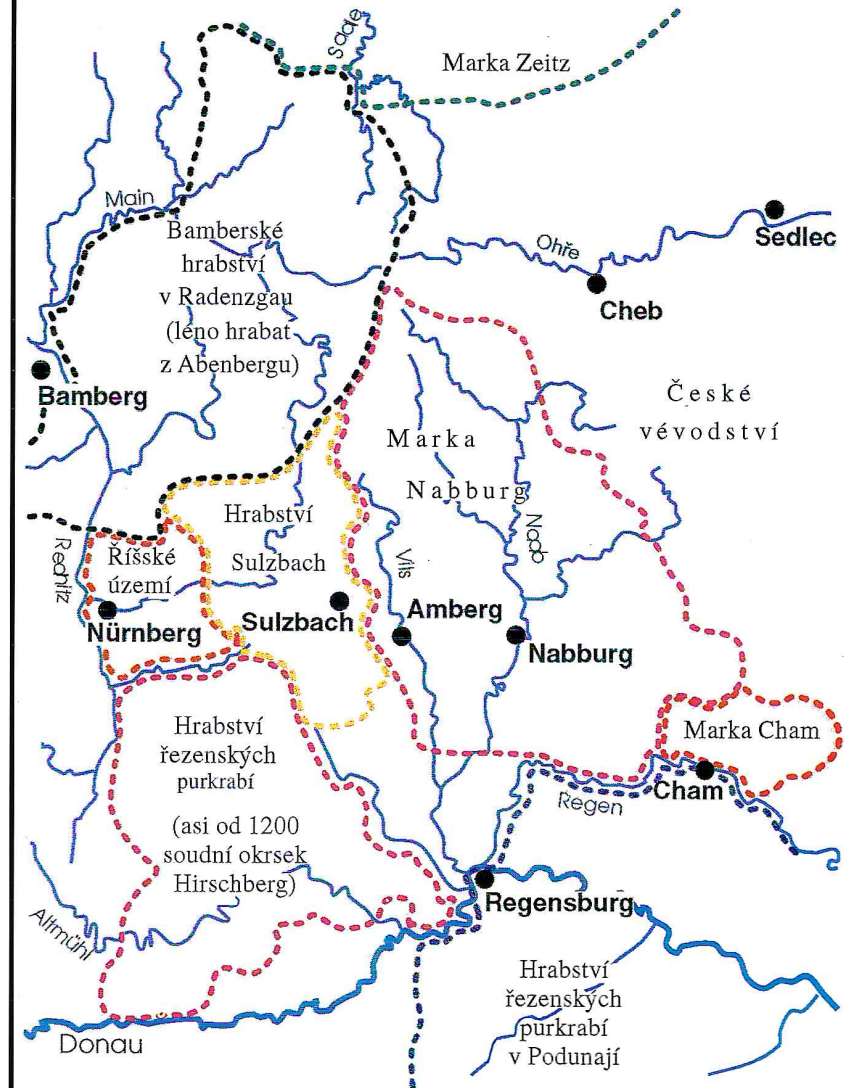 Saale
Marka Zeitz
Main
Bamberské
hrabství
v Radenzgau
(léno hrabat
z Abenbergu)
Ohře
Sedlec
Cheb
Bamberg
České
vévodství
Marka
Nabburg
Naab
Hrabství
Sulzbach
Rednitz
Říšské
území
Vils
Nürnberg
Sulzbach
Amberg
Nabburg
Hrabství
řezenských
purkrabí
(asi od 1200
soudní okrsek
Hirschberg)
Marka Cham
Cham
Regen
Regensburg
Altmühl
Donau
Hrabství
řezenských
purkrabí
v Podunají